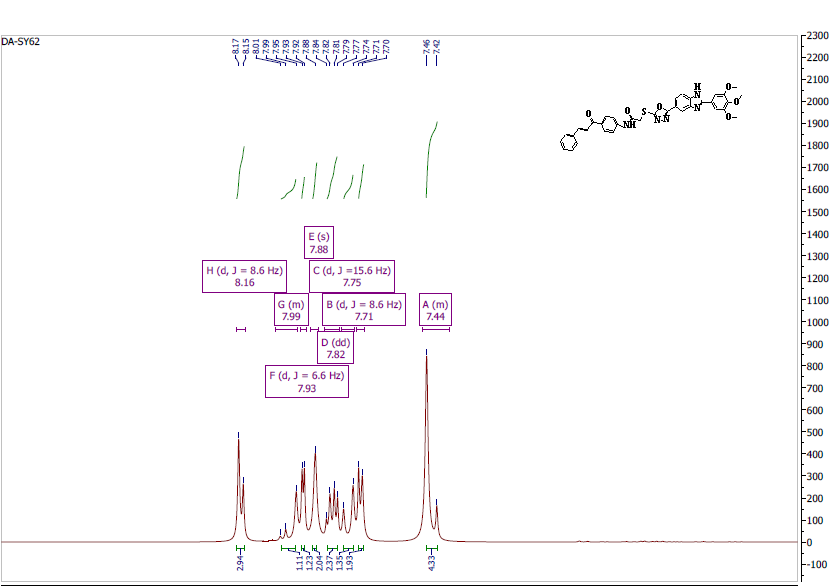 DA-SY62
8.17
8.15
8.01
7.99
7.95
7.93
7.92
7.88
7.84
7.82
7.81
7.79
7.77
7.74
7.71
7.70
7.46
7.42
O
O
NH
S
O
N-N
H
N
N
O
O
O
E (s)
7.88
H (d, J = 8.6 Hz)
8.16
C (d, J =15.6 Hz)
7.75
G (m)
7.99
B (d, J = 8.6 Hz)
7.71
A (m)
7.44
D (dd)
7.82
F (d, J = 6.6 Hz)
7.93
2.94
1.11
1.23
2.04
2.37
1.35
1.93
4.33
2300
2200
2100
2000
1900
1800
1700
1600
1500
1400
1300
1200
1100
1000
900
800
700
600
500
400
300
200
100
0
-100